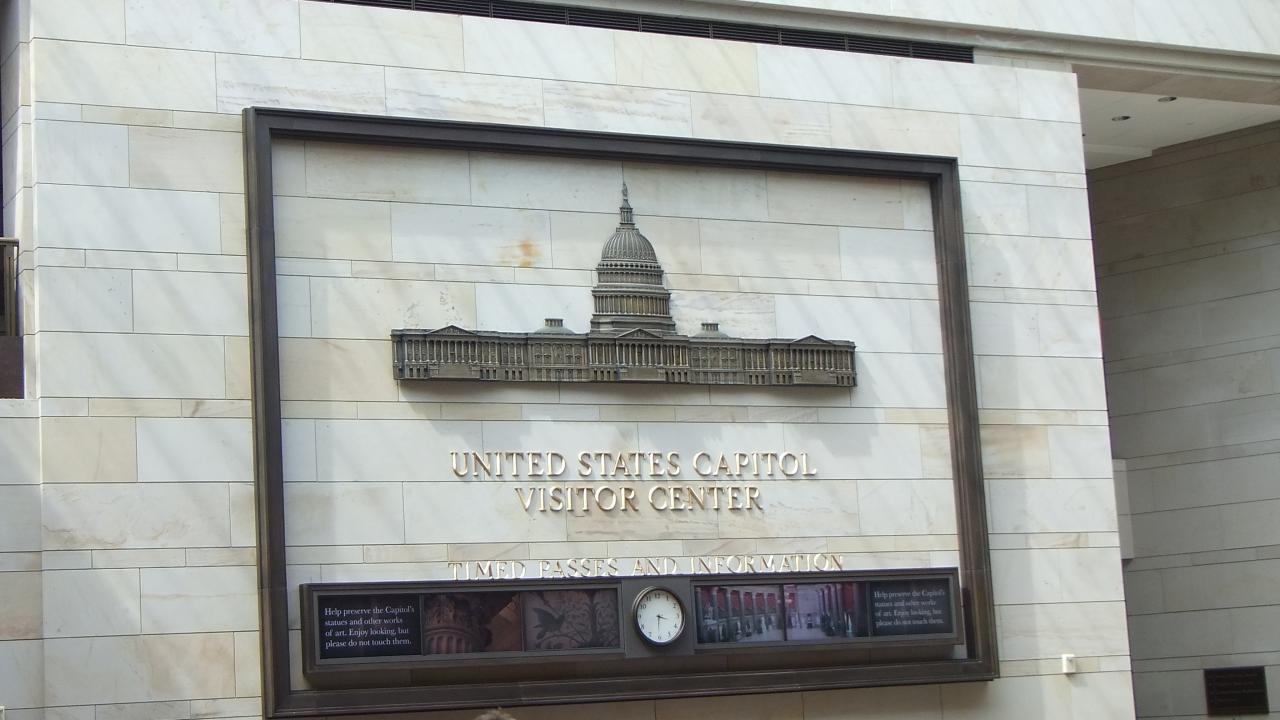 UNITED STATES CAPITOL
VISITOR CENTER
TIMED PASSES AND INFORMATION
Help preserve the Capitol's
statues and other works
of art. Enjoy looking, but
please do not touch them.
Help preserve the Capitol's
statues and other works
of art. Enjoy looking, but
please do not touch them.